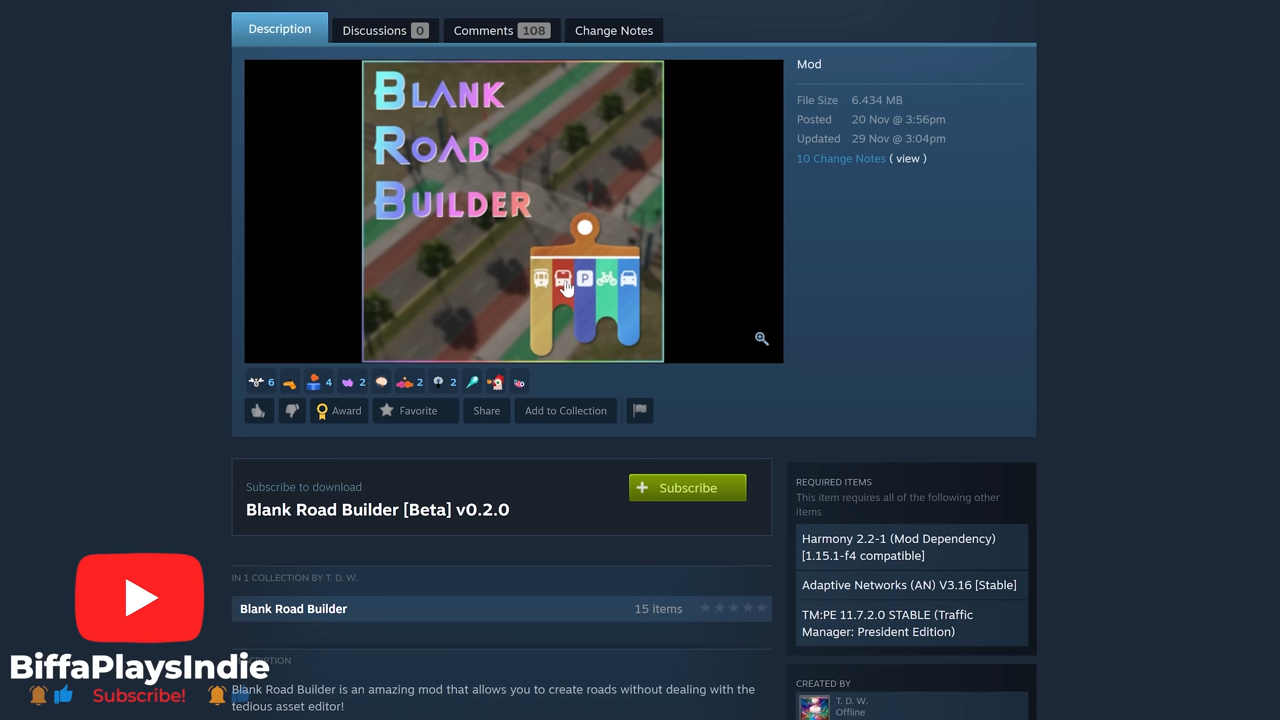 Description
Discussions 0
Comments 108
Change Notes
BLANK
ROAD
BUILDER
P
Mod
File Size 6.434 MB
Posted 20 Nov @ 3:56pm
Updated 29 Nov @ 3:04pm
10 Change Notes ( view )
6
4
2
2
2
Award
Favorite
Share
Add to Collection
Subscribe to download
Blank Road Builder [Beta] v0.2.0
+ Subscribe
IN 1 COLLECTION BY T. D. W.
Blank Road Builder 15 items
Blank Road Builder is an amazing mod that allows you to create roads without dealing with the
tedious asset editor!
REQUIRED ITEMS
This item requires all of the following other
items
Harmony 2.2-1 (Mod Dependency)
[1.15.1-f4 compatible]
Adaptive Networks (AN) V3.16 [Stable]
TM:PE 11.7.2.0 STABLE (Traffic
Manager: President Edition)
CREATED BY
T. D. W.
Offline
BiffaPlaysIndie
Subscribe!